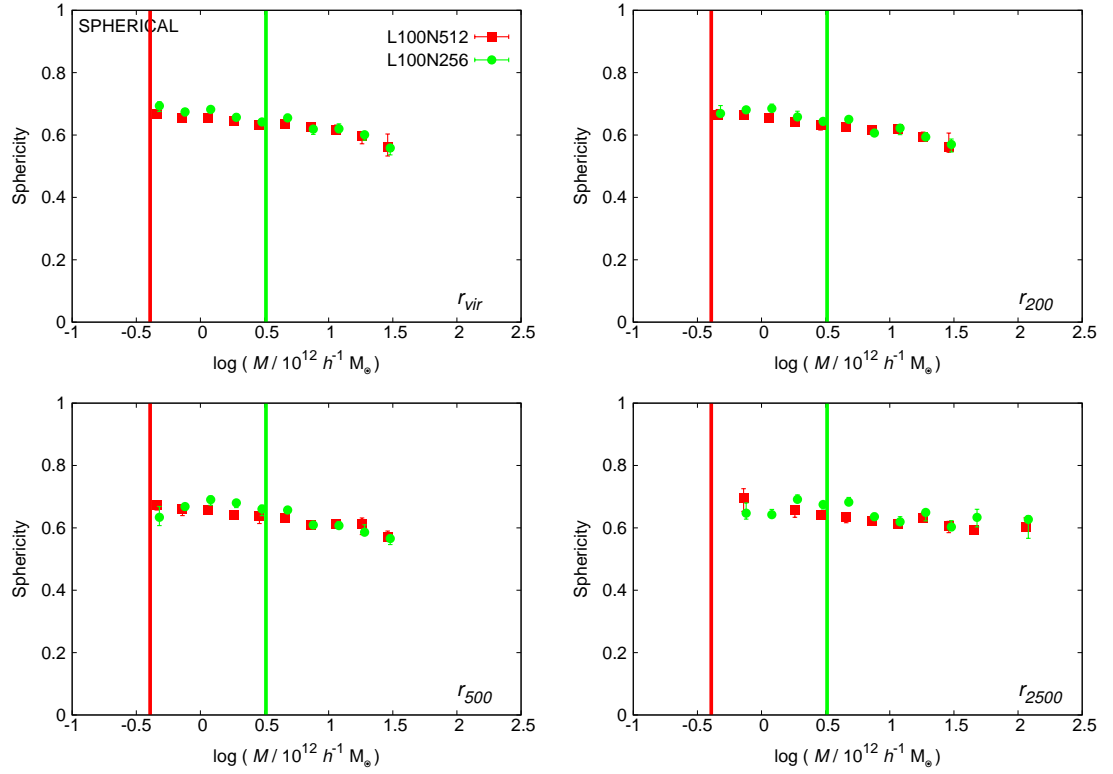 SPHERICAL
L100N512
L100N256
Sphericity
1
0.8
0.6
0.4
0.2
0
r_vir
-1 -0.5 0 0.5 1 1.5 2 2.5
log ( M / 10^12 h^-1 M_⊙)
Sphericity
1
0.8
0.6
0.4
0.2
0
r_200
-1 -0.5 0 0.5 1 1.5 2 2.5
log ( M / 10^12 h^-1 M_⊙)
Sphericity
1
0.8
0.6
0.4
0.2
0
r_500
-1 -0.5 0 0.5 1 1.5 2 2.5
log ( M / 10^12 h^-1 M_⊙)
Sphericity
1
0.8
0.6
0.4
0.2
0
r_2500
-1 -0.5 0 0.5 1 1.5 2 2.5
log ( M / 10^12 h^-1 M_⊙)